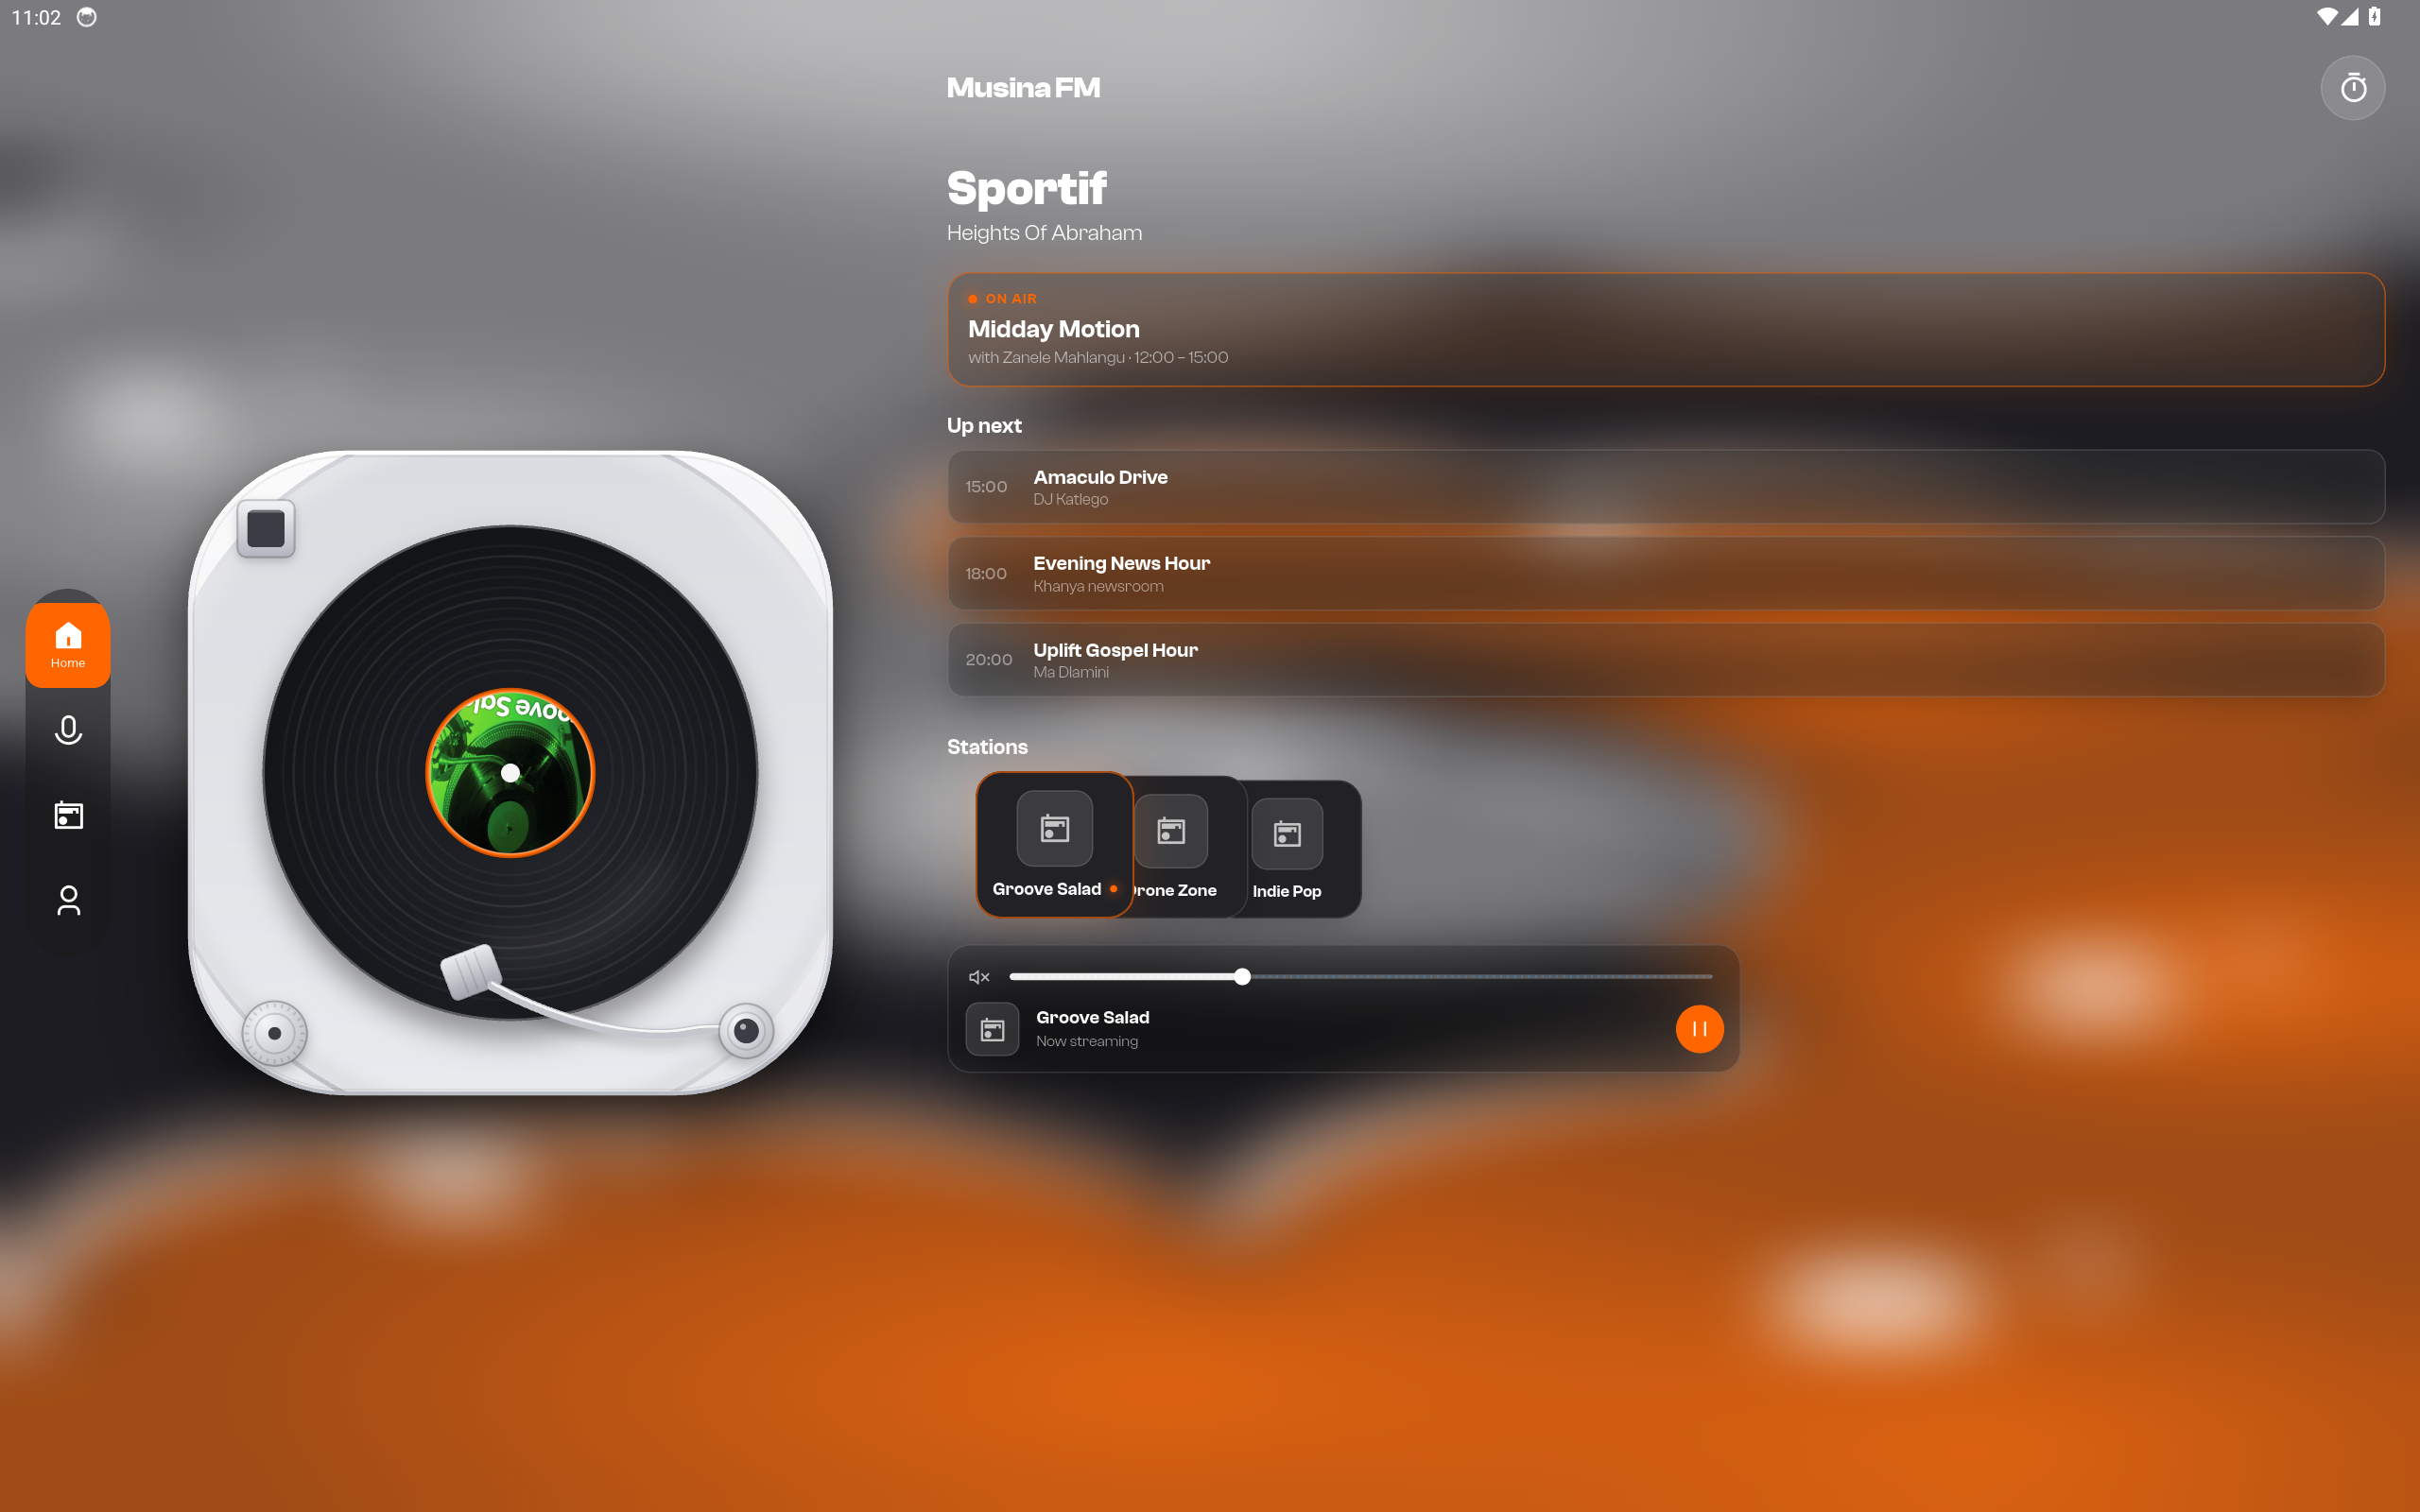 11:02
Musina FM
Sportif
Heights Of Abraham
ON AIR
Midday Motion
with Zanele Mahlangu · 12:00 – 15:00
Up next
15:00
Amaculo Drive
DJ Katlego
18:00
Evening News Hour
Khanya newsroom
20:00
Uplift Gospel Hour
Ma Dlamini
Home
Stations
Groove Salad
rone Zone
Indie Pop
Groove Salad
Now streaming